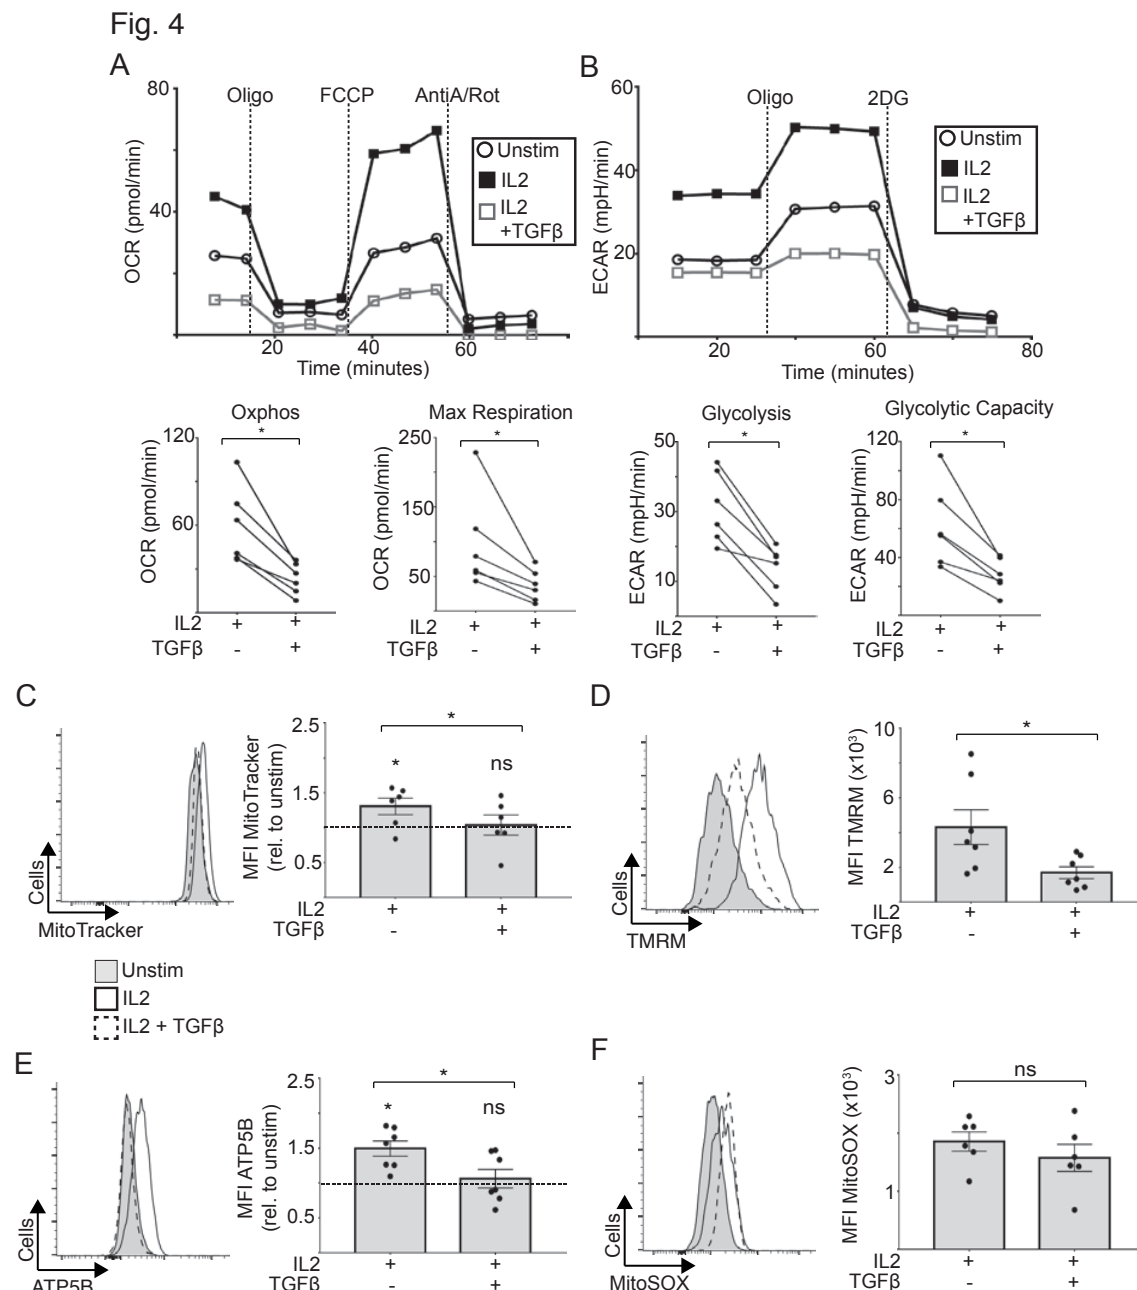 Fig. 4
A
80
40
OCR (pmol/min)
Oligo
FCCP
AntiA/Rot
Unstim
IL2
IL2
+TGFβ
20
40
60
Time (minutes)
B
60
40
20
ECAR (mpH/min)
Oligo
2DG
Unstim
IL2
IL2
+TGFβ
20
40
60
80
Time (minutes)
Oxphos
*
120
60
OCR (pmol/min)
IL2 + +
TGFβ - +
Max Respiration
*
250
150
50
OCR (pmol/min)
IL2 + +
TGFβ - +
Glycolysis
*
50
30
10
ECAR (mpH/min)
IL2 + +
TGFβ - +
Glycolytic Capacity
*
120
80
40
ECAR (mpH/min)
IL2 + +
TGFβ - +
C
Cells
MitoTracker
MFI MitoTracker
(rel. to unstim)
2.5
1.5
0.5
*
*
ns
IL2 + +
TGFβ - +
Unstim
IL2
IL2 + TGFβ
D
Cells
TMRM
MFI TMRM (x10³)
10
6
2
*
IL2 + +
TGFβ - +
E
Cells
ATP5B
MFI ATP5B
(rel. to unstim)
2.5
1.5
0.5
*
*
ns
IL2 + +
TGFβ - +
F
Cells
MitoSOX
MFI MitoSOX (x10³)
3
1
ns
IL2 + +
TGFβ - +